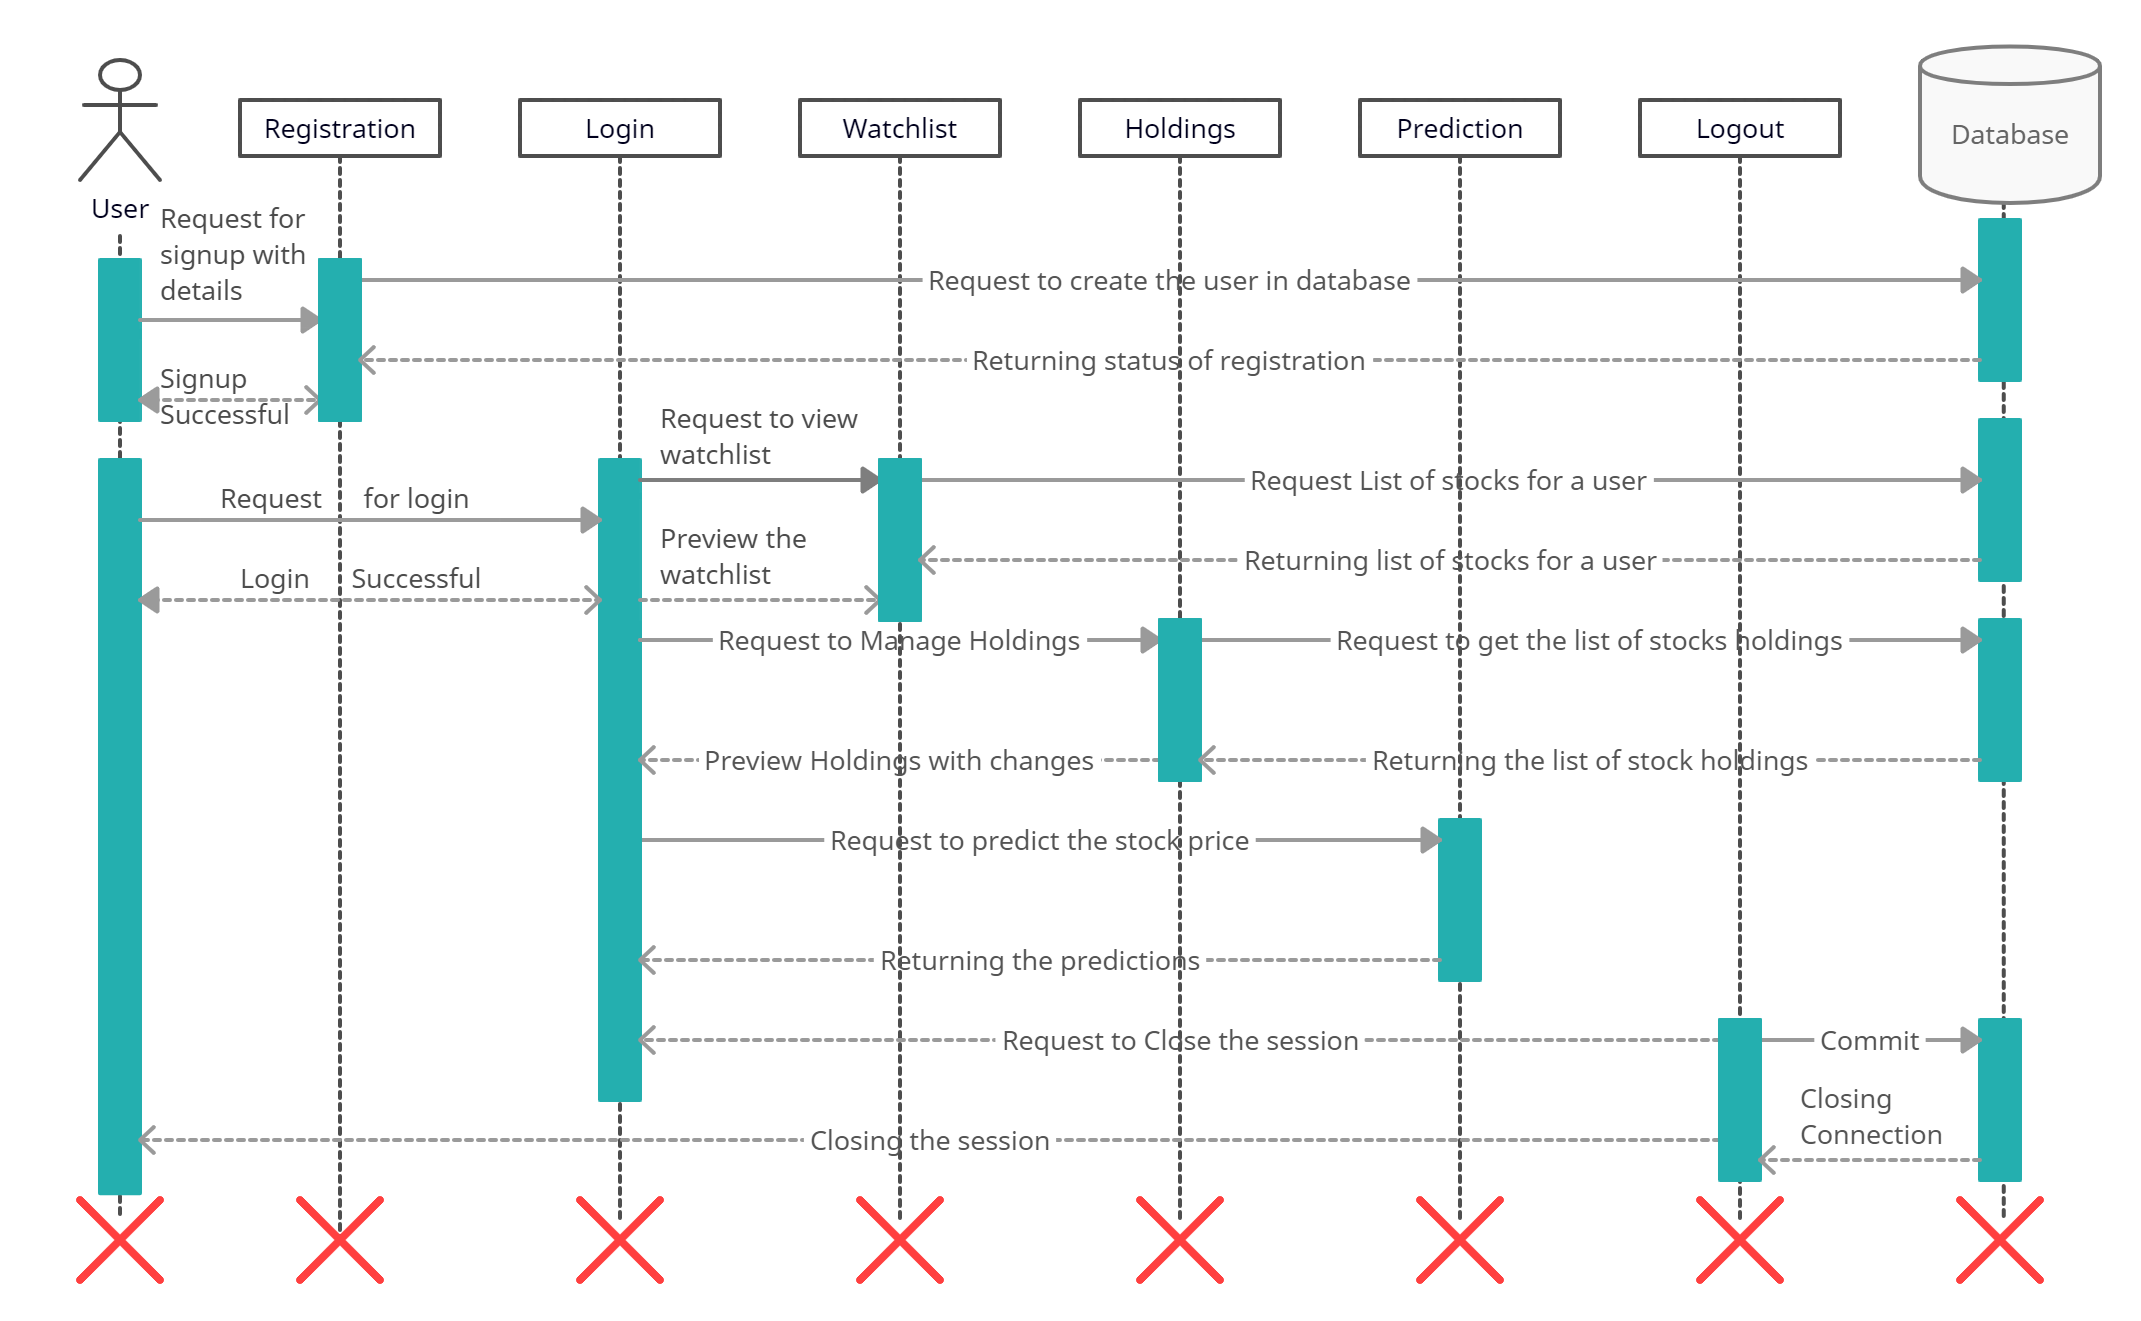 Registration
Login
Watchlist
Holdings
Prediction
Logout
Database
User
Request for
signup with
details
Request to create the user in database
Returning status of registration
Signup
Successful
Request to view
watchlist
Request List of stocks for a user
Request for login
Preview the
watchlist
Returning list of stocks for a user
Login Successful
Request to Manage Holdings
Request to get the list of stocks holdings
Preview Holdings with changes
Returning the list of stock holdings
Request to predict the stock price
Returning the predictions
Request to Close the session
Commit
Closing
Connection
Closing the session